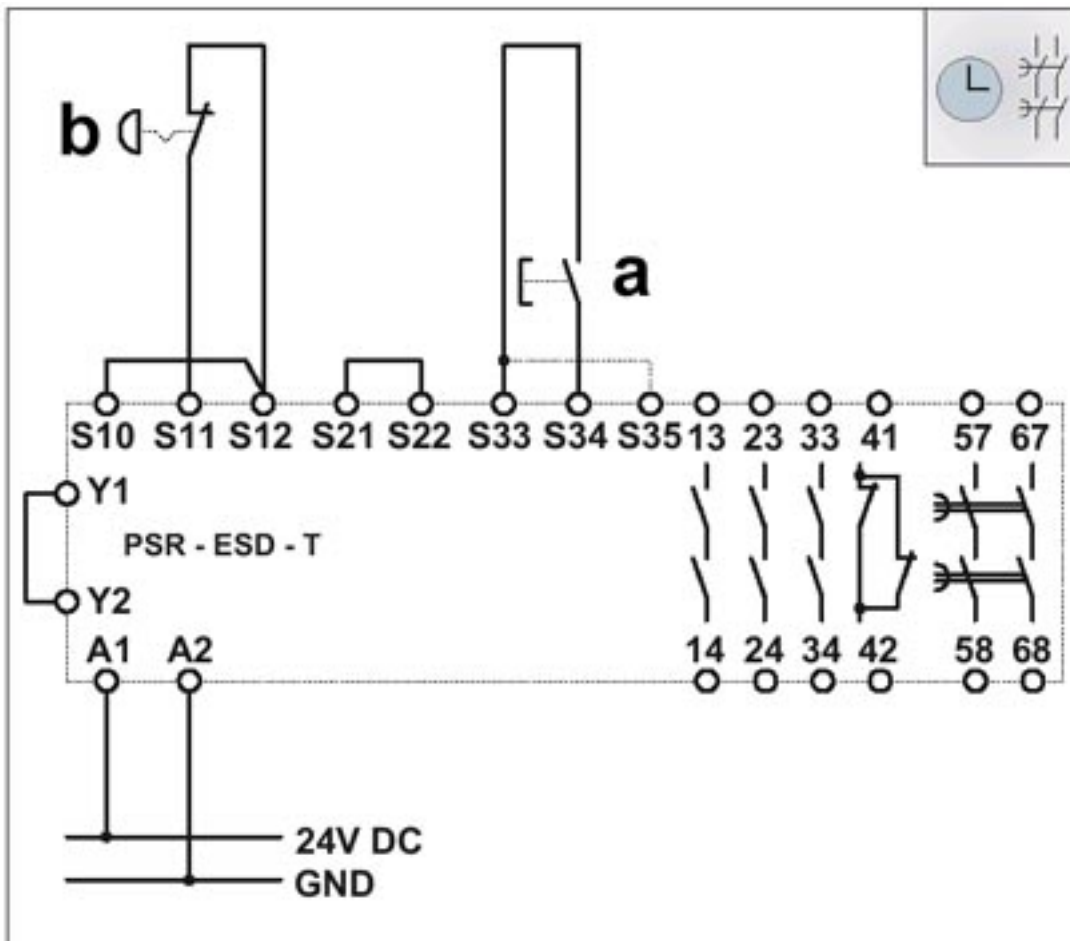 b
a
S10 S11 S12 S21 S22 S33 S34 S35 13 23 33 41 57 67
Y1
PSR - ESD - T
Y2
A1 A2 14 24 34 42 58 68
24V DC
GND